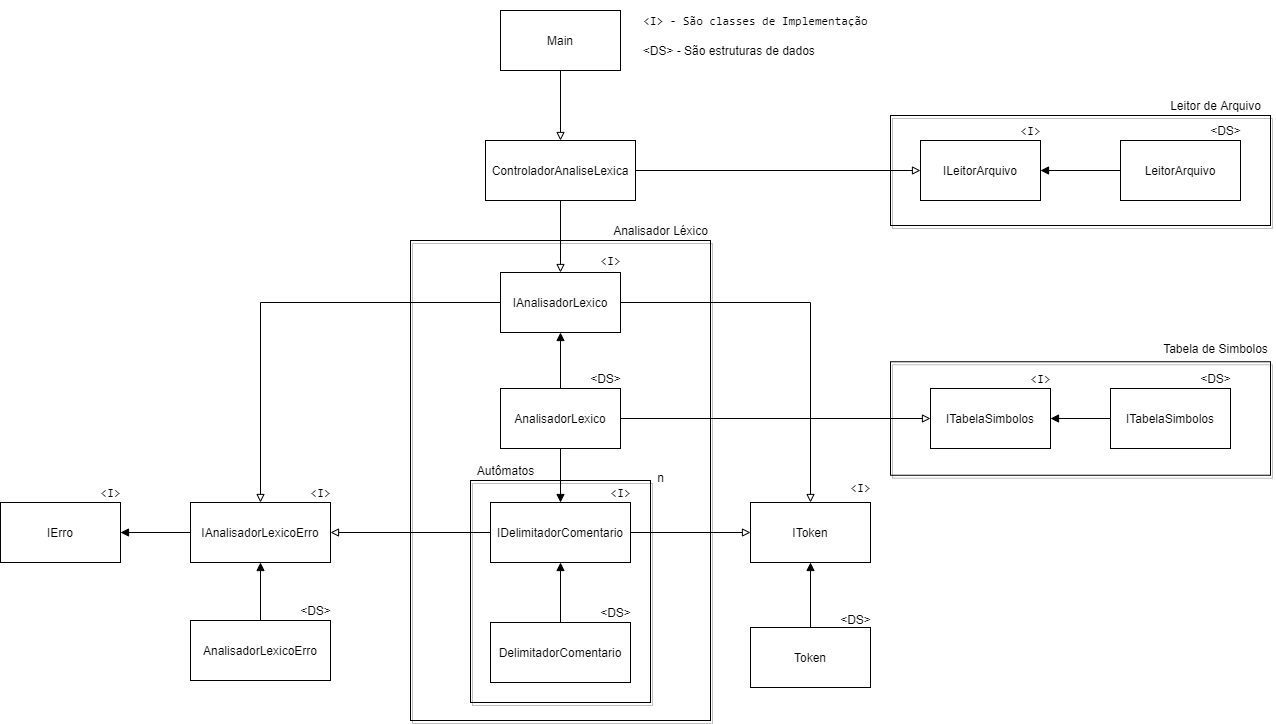 Main
<I> - São classes de Implementação
<DS> - São estruturas de dados
Leitor de Arquivo
<I>
<DS>
ControladorAnaliseLexica
ILeitorArquivo
LeitorArquivo
Analisador Léxico
<I>
IAnalisadorLexico
Tabela de Simbolos
<DS>
<I>
<DS>
AnalisadorLexico
ITabelaSimbolos
ITabelaSimbolos
Autômatos
n
<I>
<I>
<I>
<I>
IErro
IAnalisadorLexicoErro
IDelimitadorComentario
IToken
<DS>
<DS>
<DS>
AnalisadorLexicoErro
DelimitadorComentario
Token